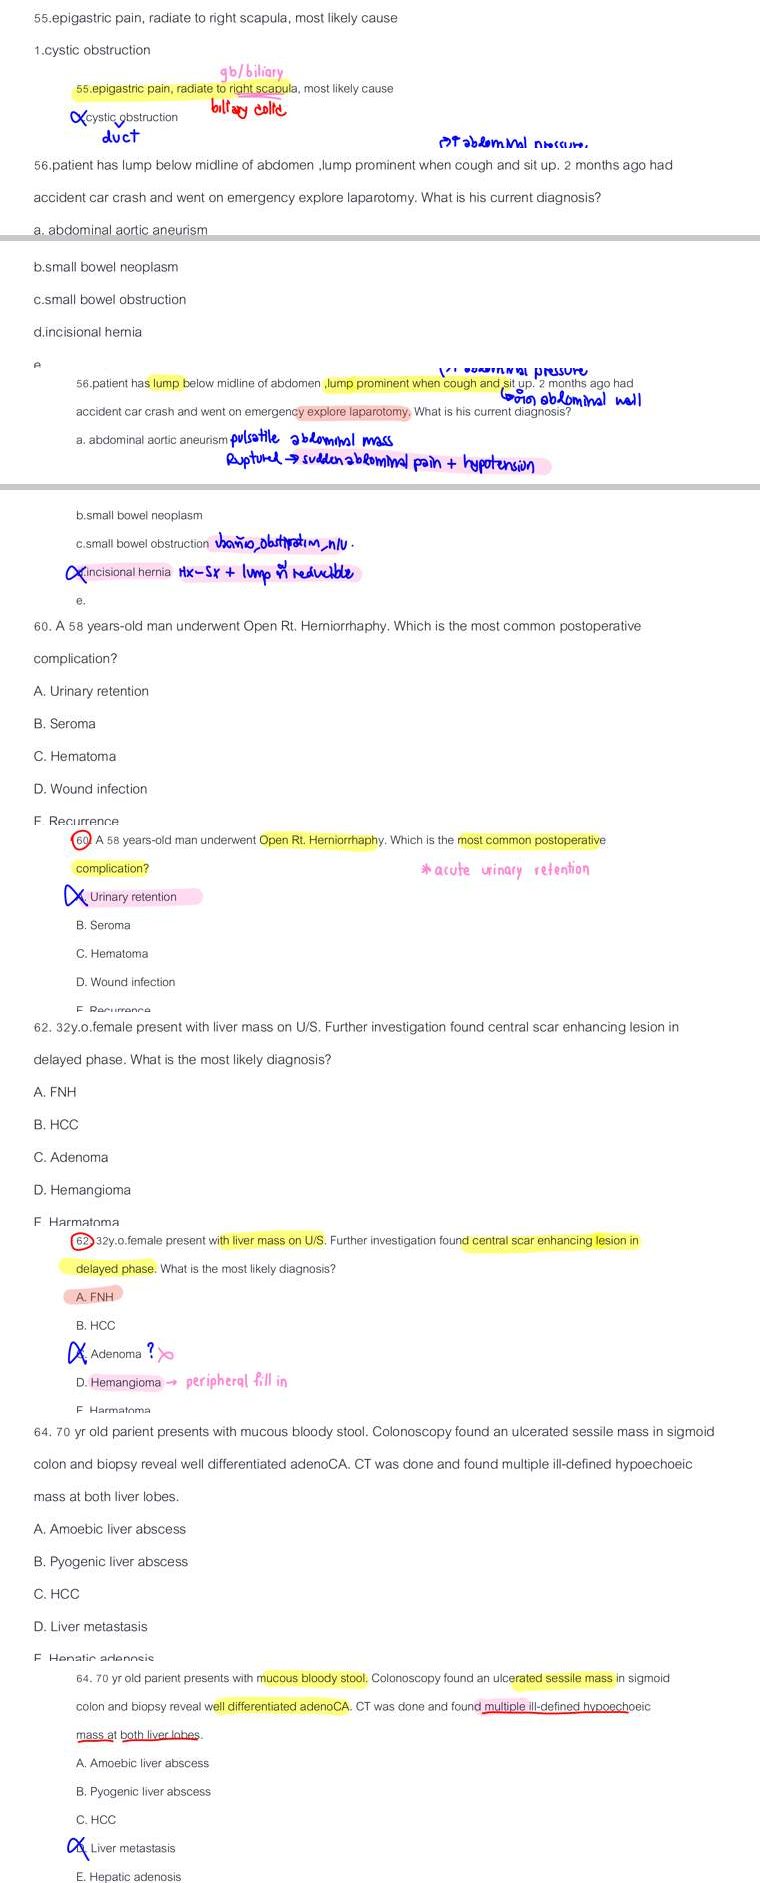 55.epigastric pain, radiate to right scapula, most likely cause
1.cystic obstruction
gb/biliary
55.epigastric pain, radiate to right scapula, most likely cause
biliary colic
cystic obstruction
duct
↑ abdominal pressure.
56.patient has lump below midline of abdomen ,lump prominent when cough and sit up. 2 months ago had
accident car crash and went on emergency explore laparotomy. What is his current diagnosis?
a. abdominal aortic aneurism
b.small bowel neoplasm
c.small bowel obstruction
d.incisional hernia
e
↑ abdominal pressure
56.patient has lump below midline of abdomen ,lump prominent when cough and sit up. 2 months ago had
abdominal wall
accident car crash and went on emergency explore laparotomy. What is his current diagnosis?
a. abdominal aortic aneurism pulsatile abdominal mass
Ruptured → sudden abdominal pain + hypotension
b.small bowel neoplasm
c.small bowel obstruction obstipation, n/v.
incisional hernia Hx-Sx + lump ที่ reducible
e.
60. A 58 years-old man underwent Open Rt. Herniorrhaphy. Which is the most common postoperative
complication?
A. Urinary retention
B. Seroma
C. Hematoma
D. Wound infection
E. Recurrence
60. A 58 years-old man underwent Open Rt. Herniorrhaphy. Which is the most common postoperative
complication? * acute urinary retention
Urinary retention
B. Seroma
C. Hematoma
D. Wound infection
E. Recurrence
62. 32y.o.female present with liver mass on U/S. Further investigation found central scar enhancing lesion in
delayed phase. What is the most likely diagnosis?
A. FNH
B. HCC
C. Adenoma
D. Hemangioma
E. Harmatoma
62. 32y.o.female present with liver mass on U/S. Further investigation found central scar enhancing lesion in
delayed phase. What is the most likely diagnosis?
A. FNH
B. HCC
Adenoma ?
D. Hemangioma → peripheral fill in
E. Harmatoma
64. 70 yr old parient presents with mucous bloody stool. Colonoscopy found an ulcerated sessile mass in sigmoid
colon and biopsy reveal well differentiated adenoCA. CT was done and found multiple ill-defined hypoechoeic
mass at both liver lobes.
A. Amoebic liver abscess
B. Pyogenic liver abscess
C. HCC
D. Liver metastasis
E. Hepatic adenosis
64. 70 yr old parient presents with mucous bloody stool. Colonoscopy found an ulcerated sessile mass in sigmoid
colon and biopsy reveal well differentiated adenoCA. CT was done and found multiple ill-defined hypoechoeic
mass at both liver lobes.
A. Amoebic liver abscess
B. Pyogenic liver abscess
C. HCC
D. Liver metastasis
E. Hepatic adenosis